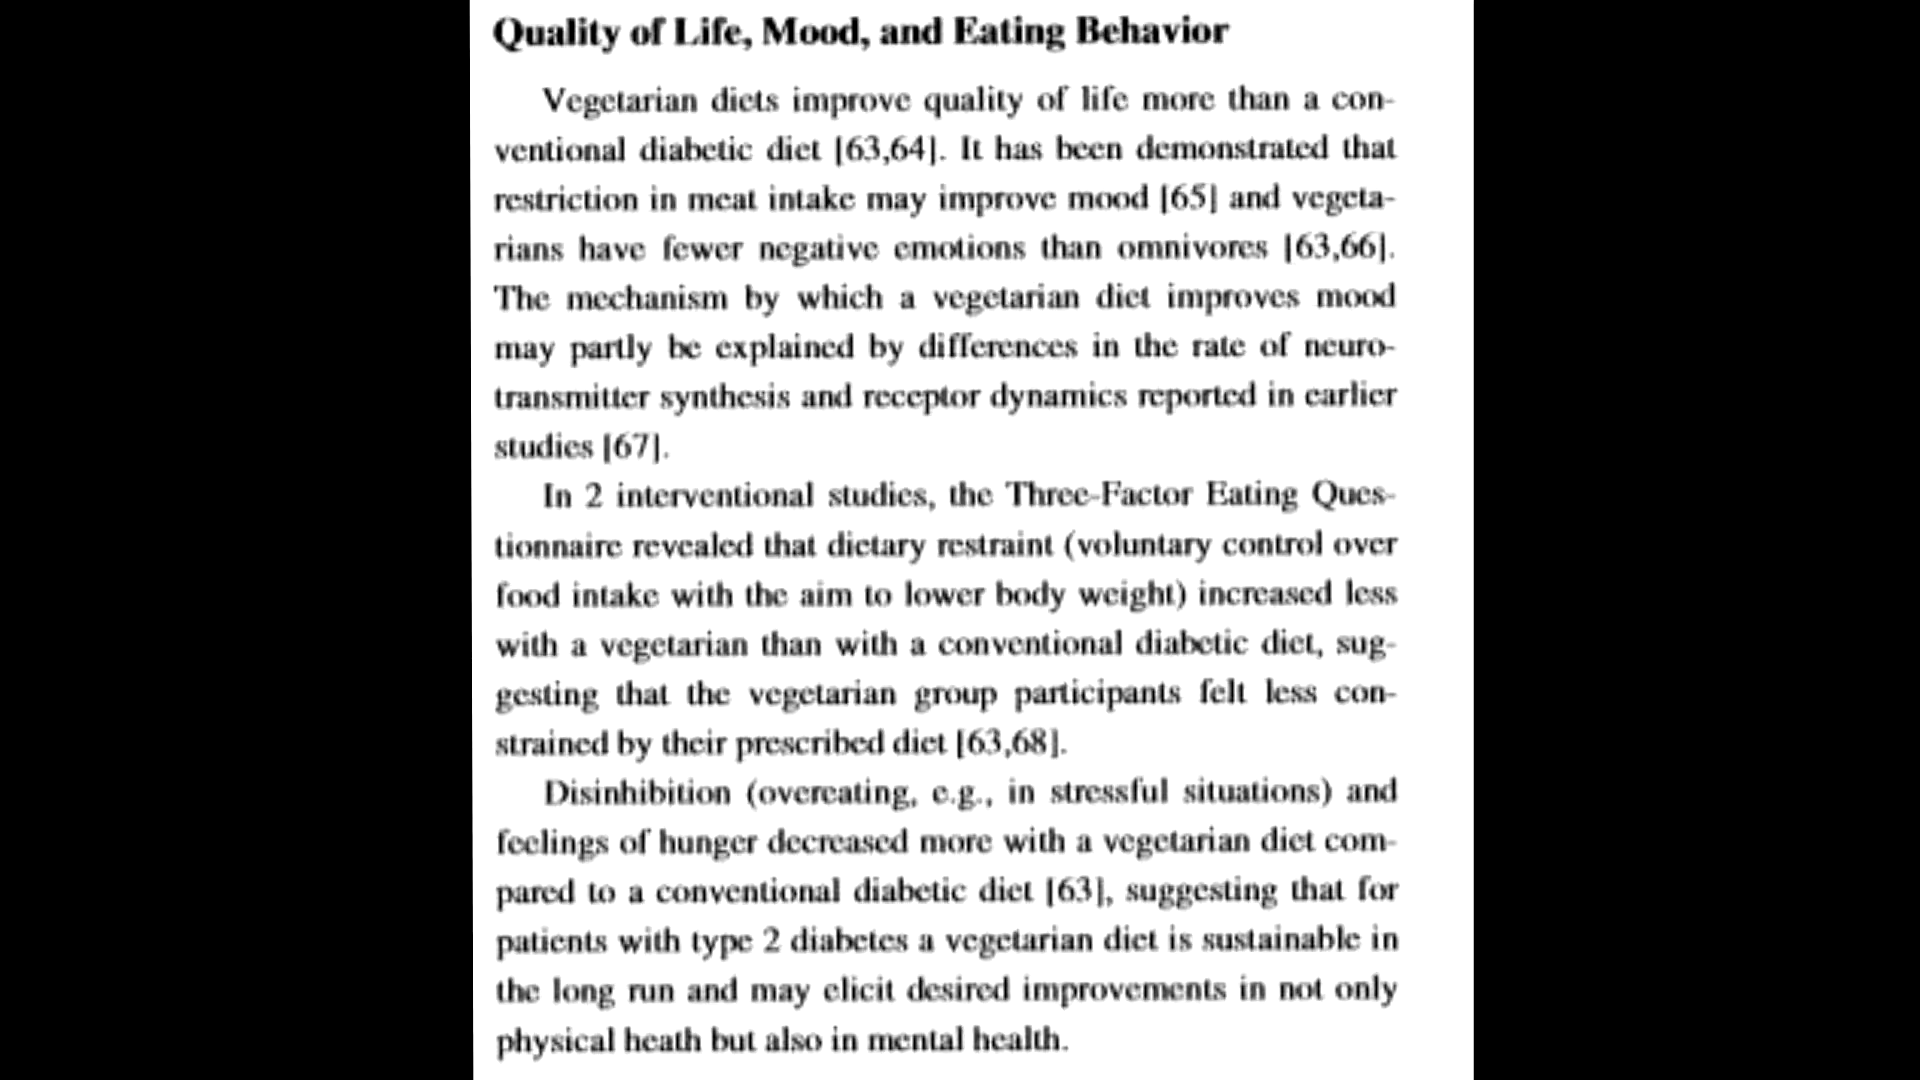 Quality of Life, Mood, and Eating Behavior
Vegetarian diets improve quality of life more than a con-
ventional diabetic diet [63,64]. It has been demonstrated that
restriction in meat intake may improve mood [65] and vegeta-
rians have fewer negative emotions than omnivores [63,66].
The mechanism by which a vegetarian diet improves mood
may partly be explained by differences in the rate of neuro-
transmitter synthesis and receptor dynamics reported in earlier
studies [67].
In 2 interventional studies, the Three-Factor Eating Ques-
tionnaire revealed that dietary restraint (voluntary control over
food intake with the aim to lower body weight) increased less
with a vegetarian than with a conventional diabetic diet, sug-
gesting that the vegetarian group participants felt less con-
strained by their prescribed diet [63,68].
Disinhibition (overeating, e.g., in stressful situations) and
feelings of hunger decreased more with a vegetarian diet com-
pared to a conventional diabetic diet [63], suggesting that for
patients with type 2 diabetes a vegetarian diet is sustainable in
the long run and may elicit desired improvements in not only
physical heath but also in mental health.